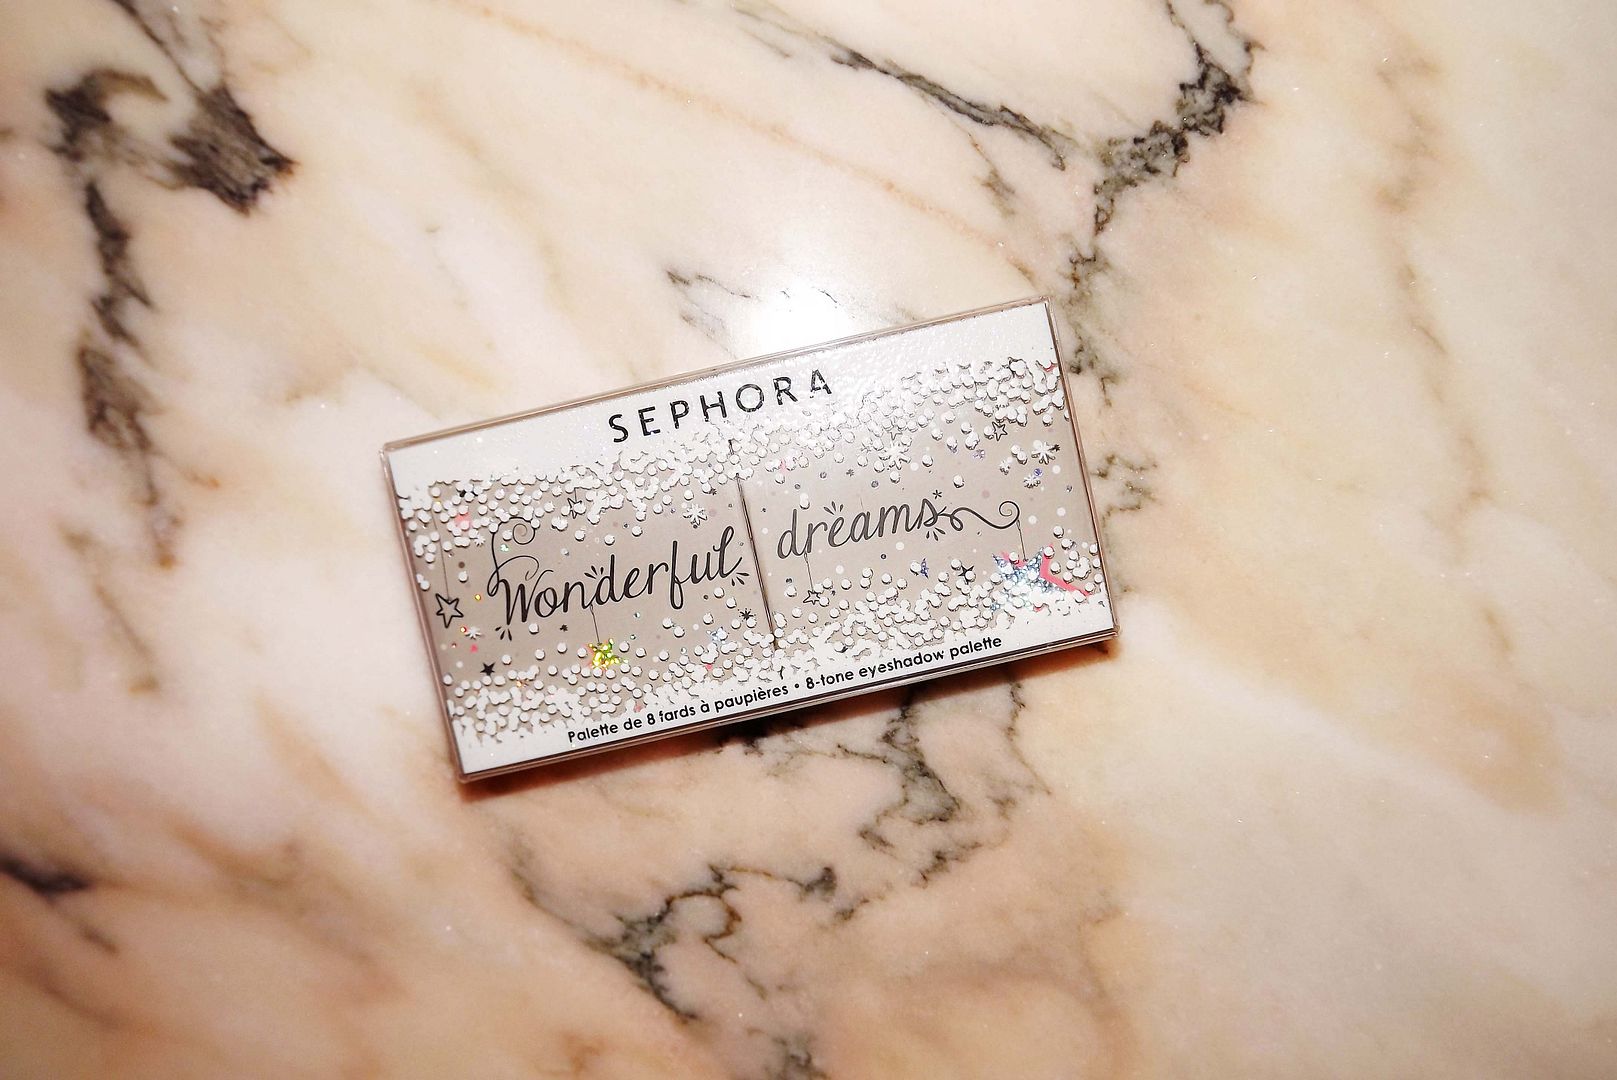 SEPHORA
Wonderful dreams
Palette de 8 fards à paupières • 8-tone eyeshadow palette